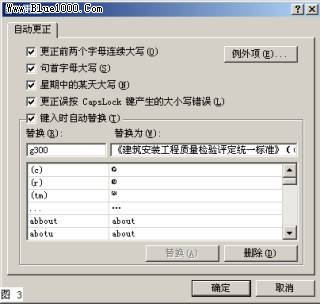 www.Blue1000.Com
自动更正
更正前两个字母连续大写(O)
例外项(E)...
句首字母大写(S)
星期中的某天大写(N)
更正误按 CapsLock 键产生的大小写错误(L)
键入时自动替换(T)
替换(R): 替换为(W):
g300 《建筑安装工程质量检验评定统一标准》(
(c) ©
(r) ®
(tm) ™
... …
abbout about
abotu about
替换(A) 删除(D)
图 3
确定 取消